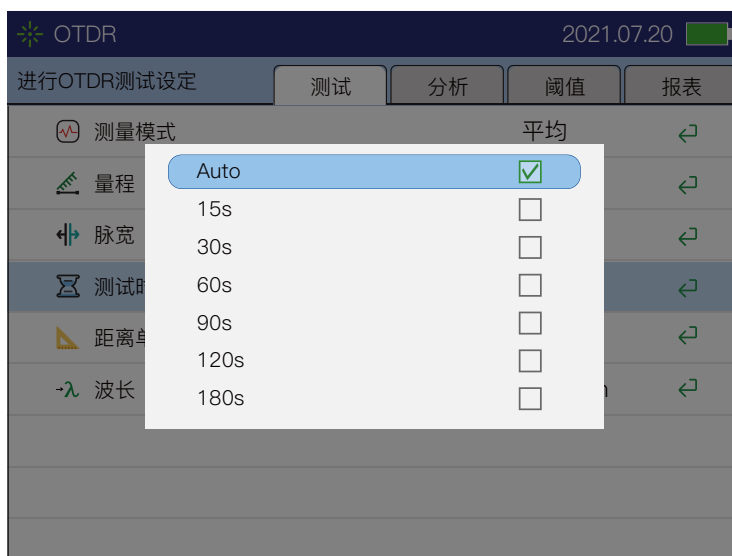 OTDR 2021.07.20
进行OTDR测试设定 测试 分析 阈值 报表
测量模式 平均
量程
Auto
15s
脉宽
30s
测试
60s
90s
距离
120s
λ 波长
180s